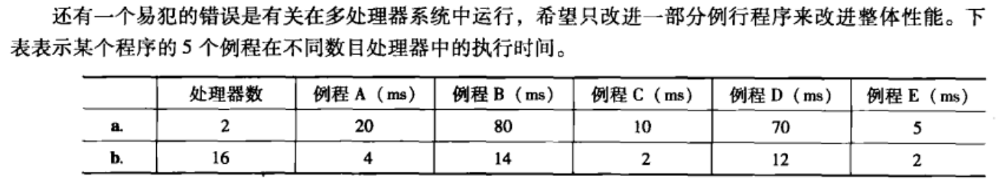 还有一个易犯的错误是有关在多处理器系统中运行，希望只改进一部分例行程序来改进整体性能。下
表表示某个程序的 5 个例程在不同数目处理器中的执行时间。
处理器数 例程 A（ms） 例程 B（ms） 例程 C（ms） 例程 D（ms） 例程 E（ms）
a. 2 20 80 10 70 5
b. 16 4 14 2 12 2